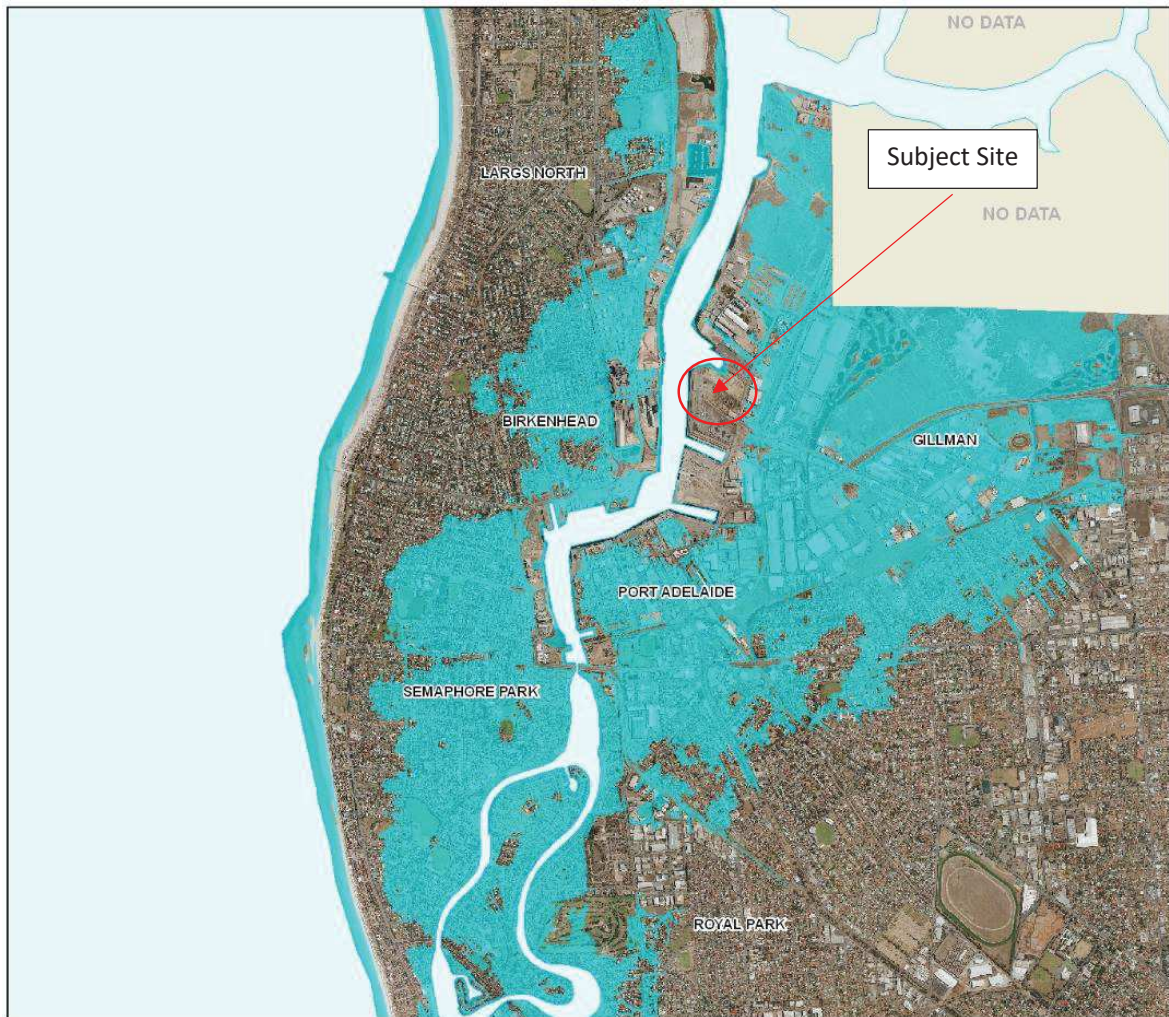 NO DATA
Subject Site
LARGS NORTH
NO DATA
BIRKENHEAD
GILLMAN
PORT ADELAIDE
SEMAPHORE PARK
ROYAL PARK